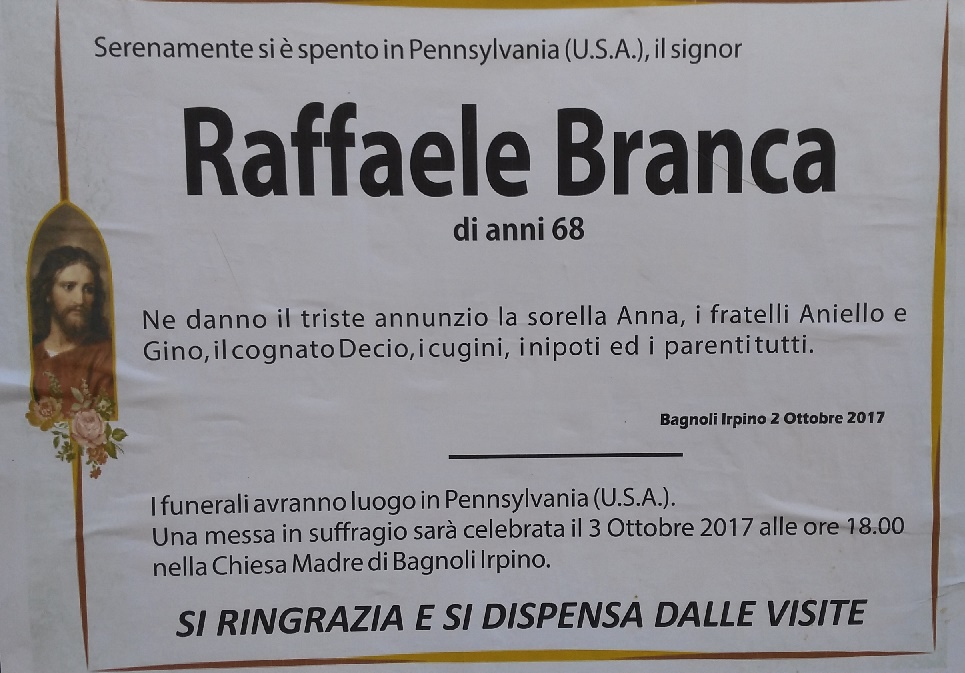 Serenamente si è spento in Pennsylvania (U.S.A.), il signor
Raffaele Branca
di anni 68
Ne danno il triste annunzio la sorella Anna, i fratelli Aniello e
Gino, il cognato Decio, i cugini, i nipoti ed i parenti tutti.
Bagnoli Irpino 2 Ottobre 2017
I funerali avranno luogo in Pennsylvania (U.S.A.).
Una messa in suffragio sarà celebrata il 3 Ottobre 2017 alle ore 18.00
nella Chiesa Madre di Bagnoli Irpino.
SI RINGRAZIA E SI DISPENSA DALLE VISITE